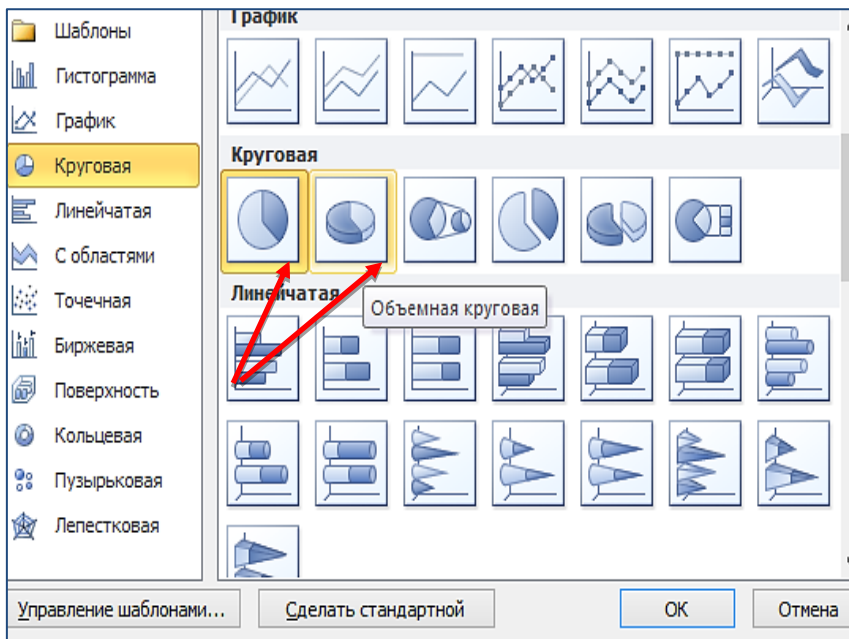 Шаблоны
Гистограмма
График
Круговая
Линейчатая
С областями
Точечная
Биржевая
Поверхность
Кольцевая
Пузырьковая
Лепестковая
График
Круговая
Линейчатая
Объемная круговая
Управление шаблонами...
Сделать стандартной
ОК
Отмена